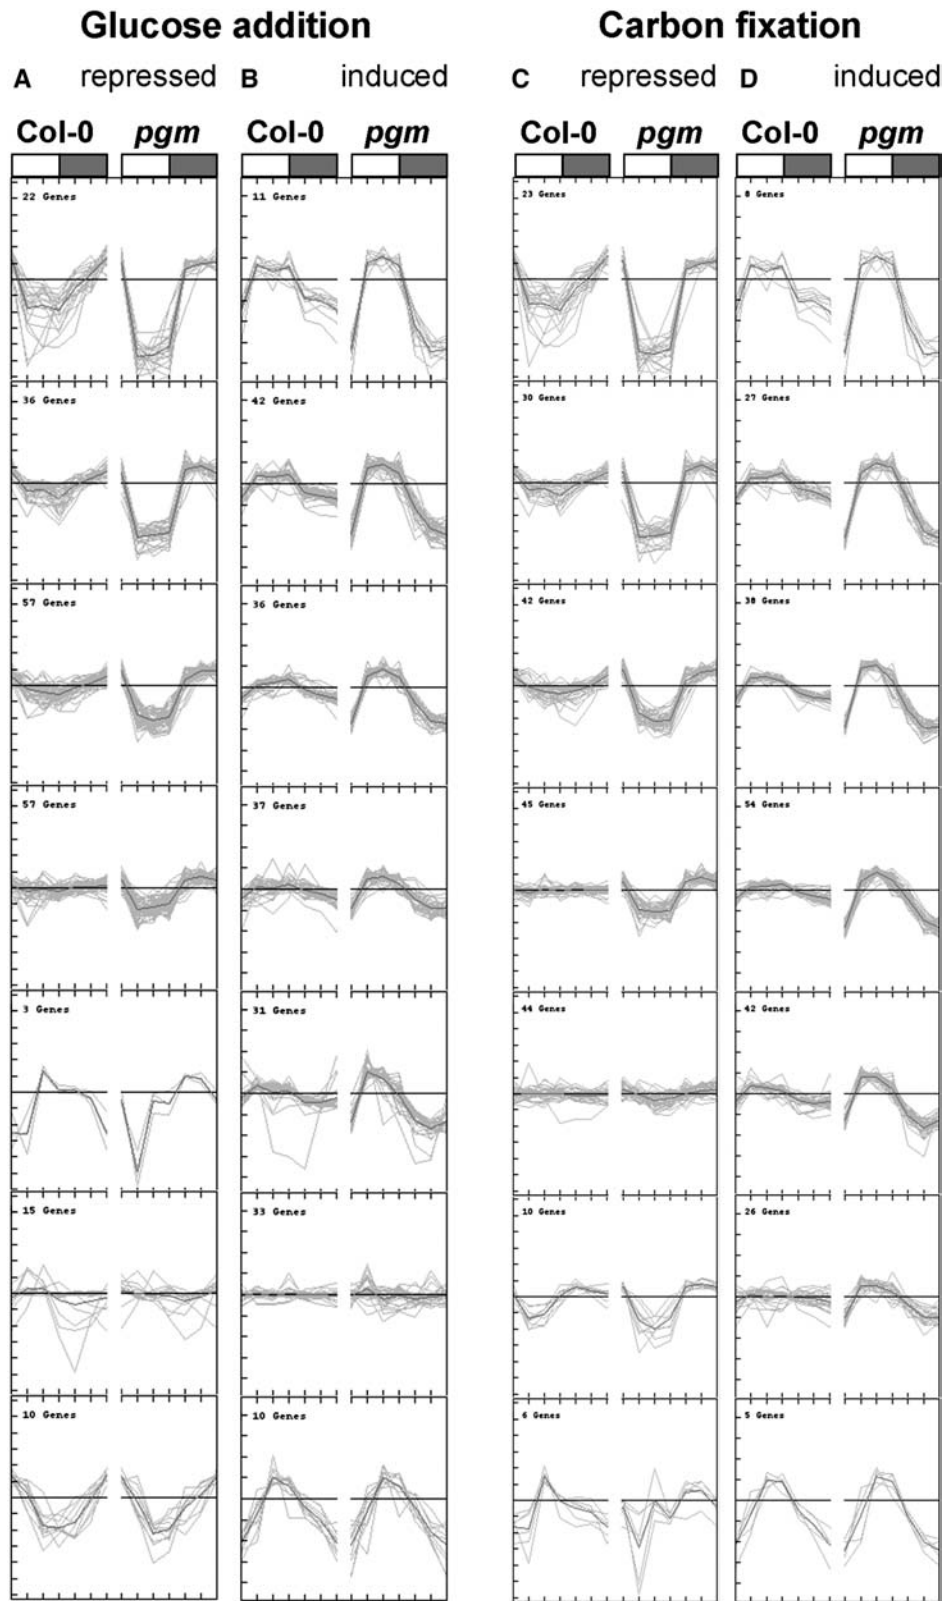 Glucose addition Carbon fixation
A repressed B induced C repressed D induced
Col-0 pgm Col-0 pgm Col-0 pgm Col-0 pgm
22 Genes 11 Genes 23 Genes 8 Genes
36 Genes 42 Genes 30 Genes 27 Genes
57 Genes 36 Genes 42 Genes 38 Genes
57 Genes 37 Genes 45 Genes 54 Genes
3 Genes 31 Genes 44 Genes 42 Genes
15 Genes 33 Genes 10 Genes 26 Genes
10 Genes 10 Genes 6 Genes 5 Genes